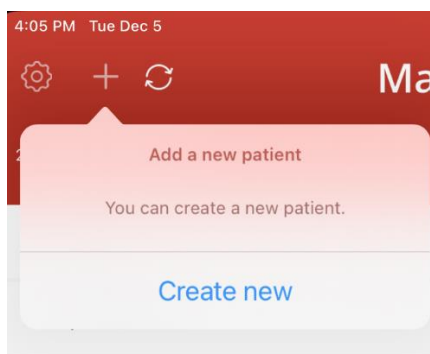 4:05 PM Tue Dec 5
Ma
Add a new patient
You can create a new patient.
Create new